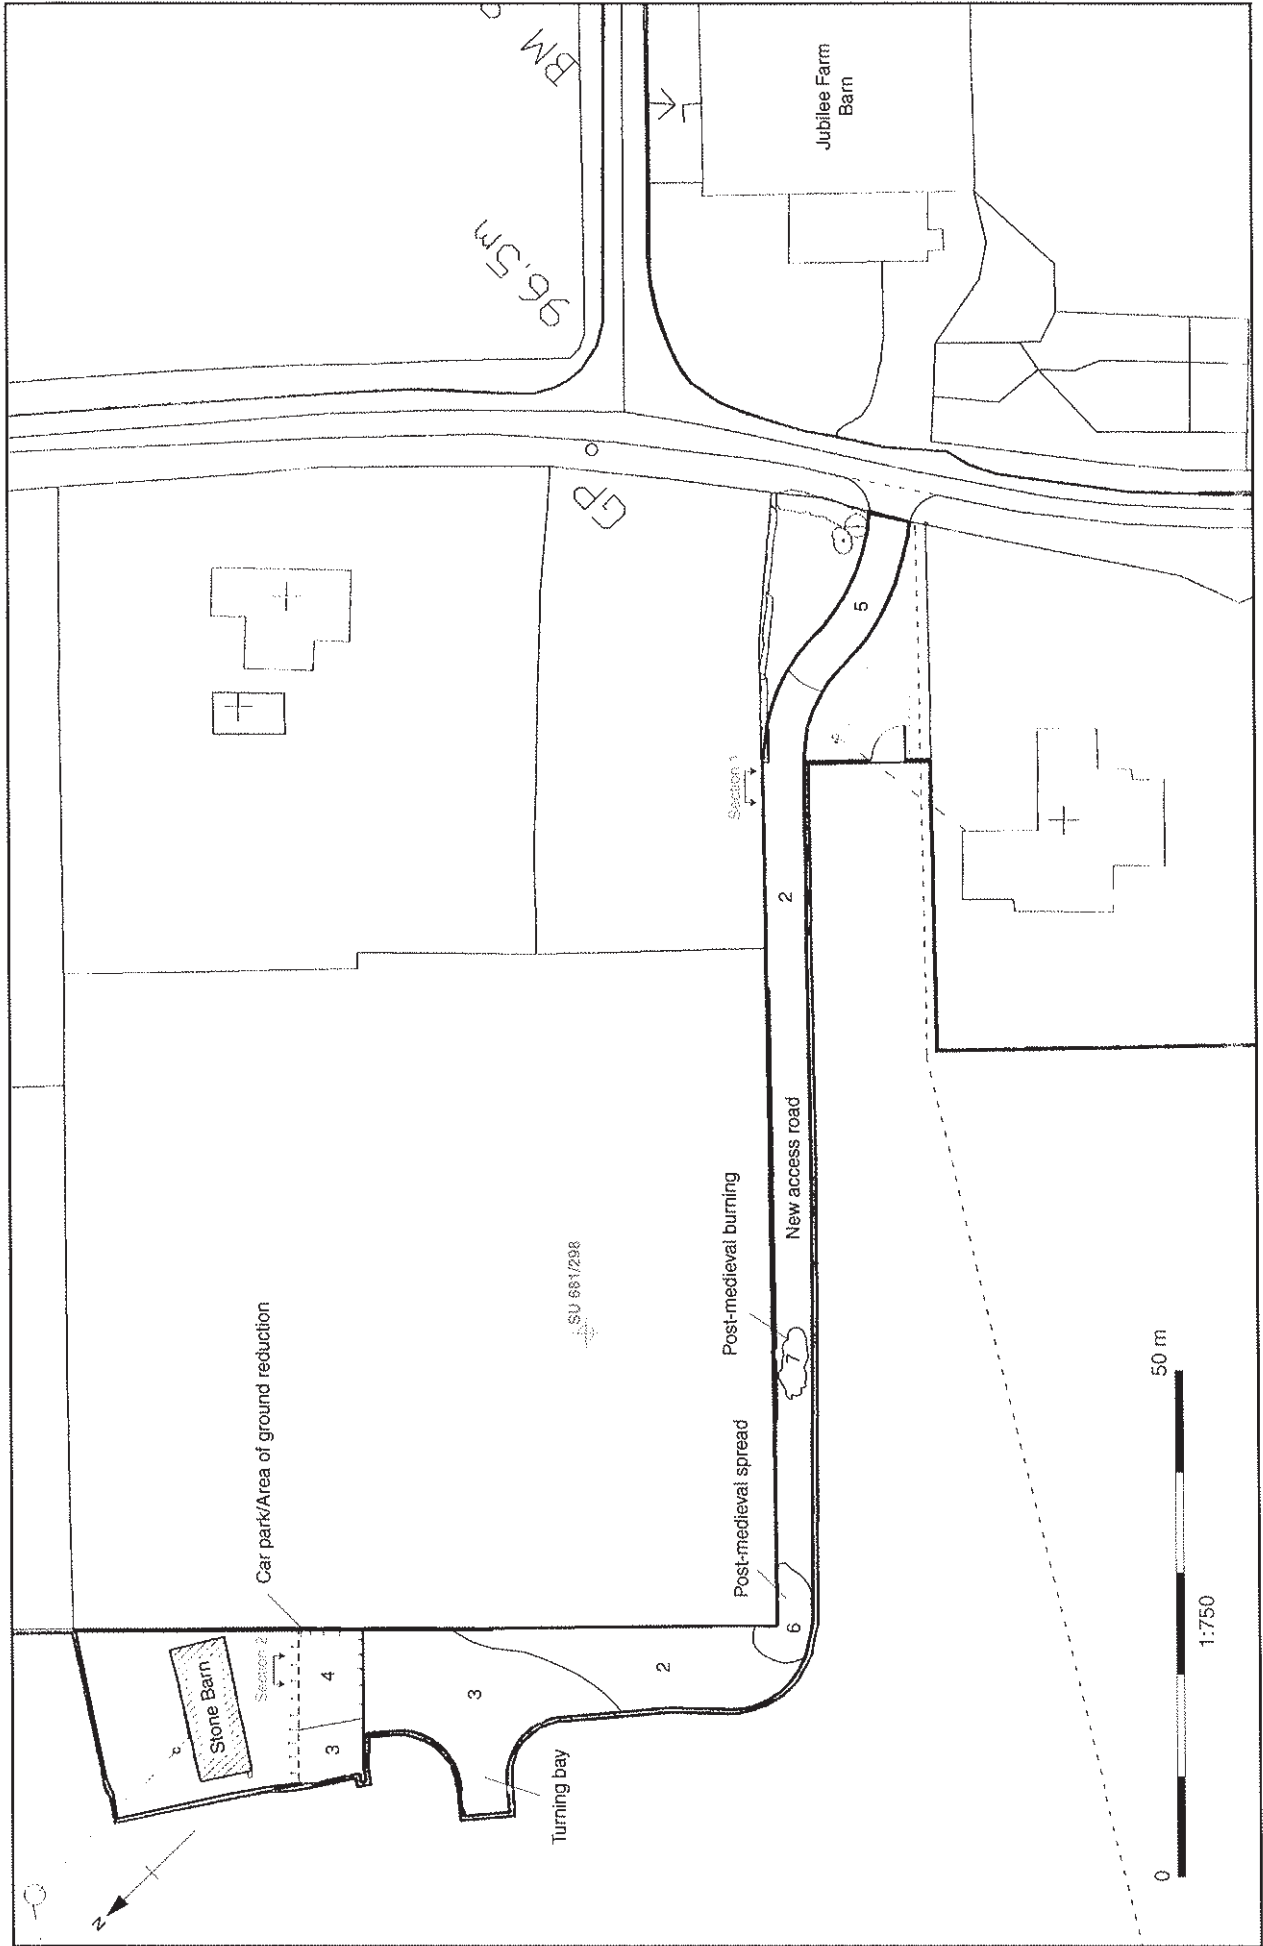 Stone Barn
Section 2
Car park/Area of ground reduction
4
3
3
2
Turning bay
N
6
Post-medieval spread
7
Post-medieval burning
New access road
SU 681/298
2
Section 1
5
GP
96.5m
BM
Jubilee Farm
Barn
0
50 m
1:750